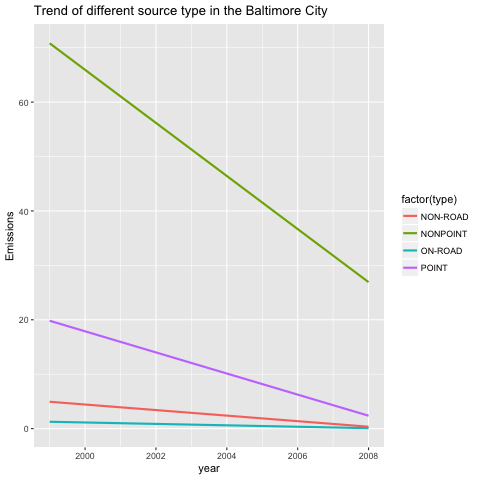 Trend of different source type in the Baltimore City
Emissions
60
40
20
0
2000
2002
2004
2006
2008
year
factor(type)
NON-ROAD
NONPOINT
ON-ROAD
POINT